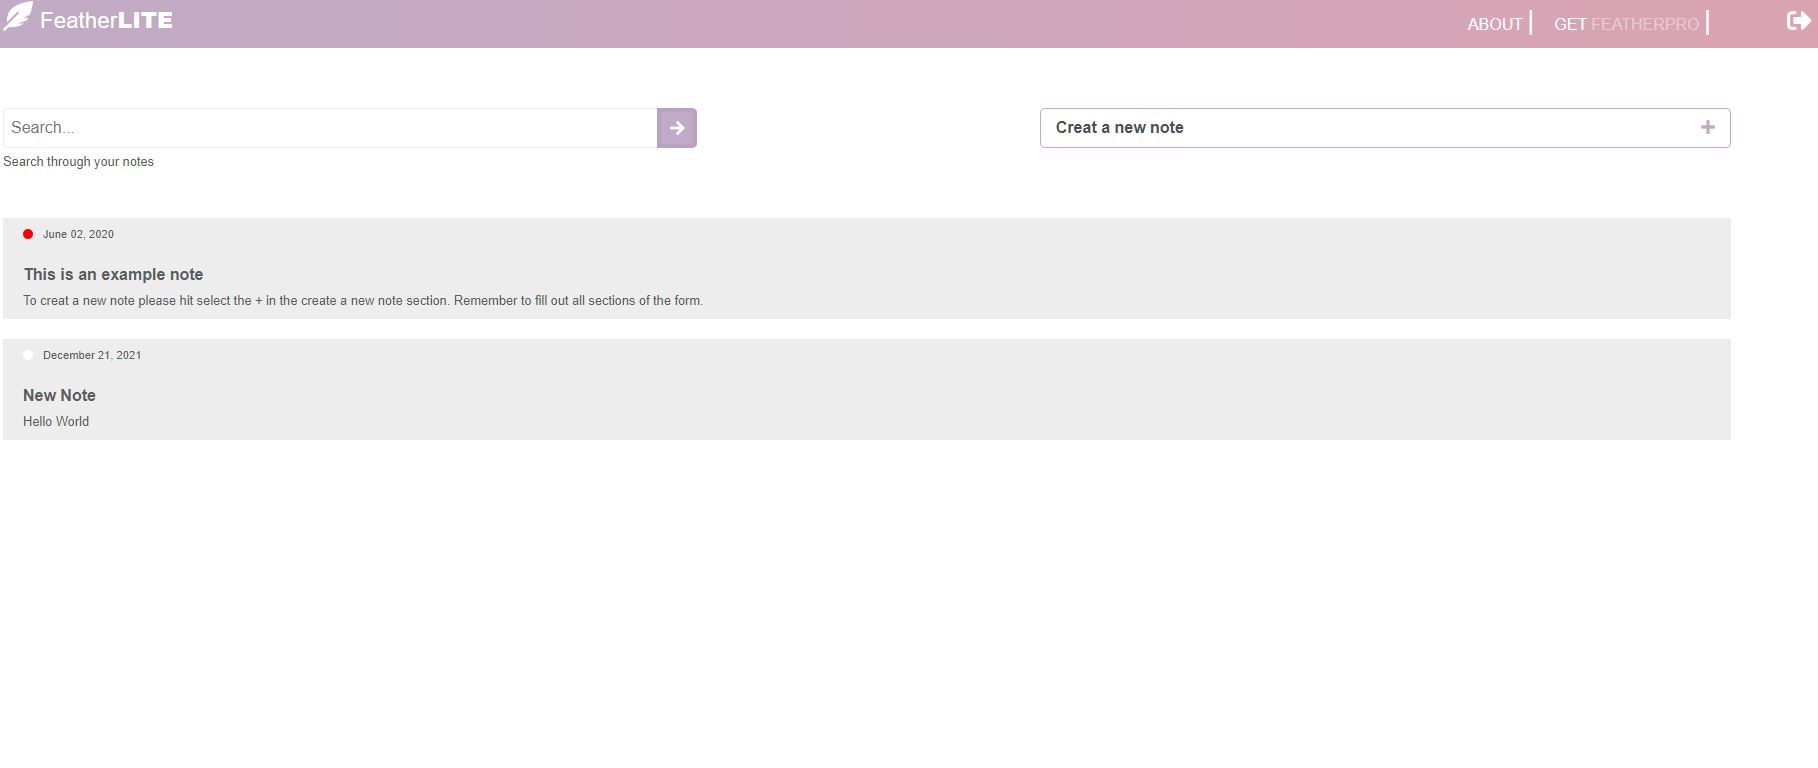 FeatherLITE
ABOUT
GET FEATHERPRO
Search...
Creat a new note
Search through your notes
June 02, 2020
This is an example note
To creat a new note please hit select the + in the create a new note section. Remember to fill out all sections of the form.
December 21, 2021
New Note
Hello World